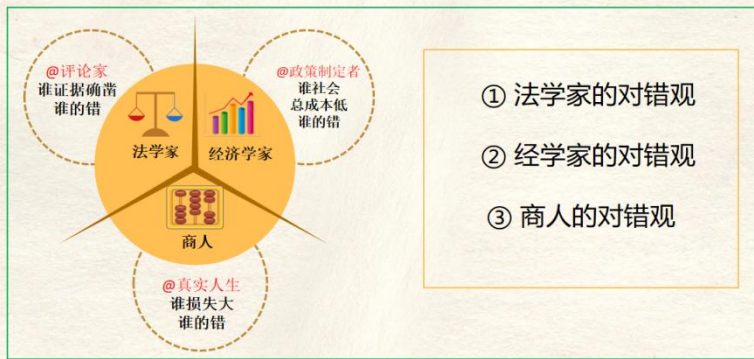 @评论家
谁证据确凿
谁的错
@政策制定者
谁社会
总成本低
谁的错
法学家
经济学家
商人
@真实人生
谁损失大
谁的错
① 法学家的对错观
② 经学家的对错观
③ 商人的对错观